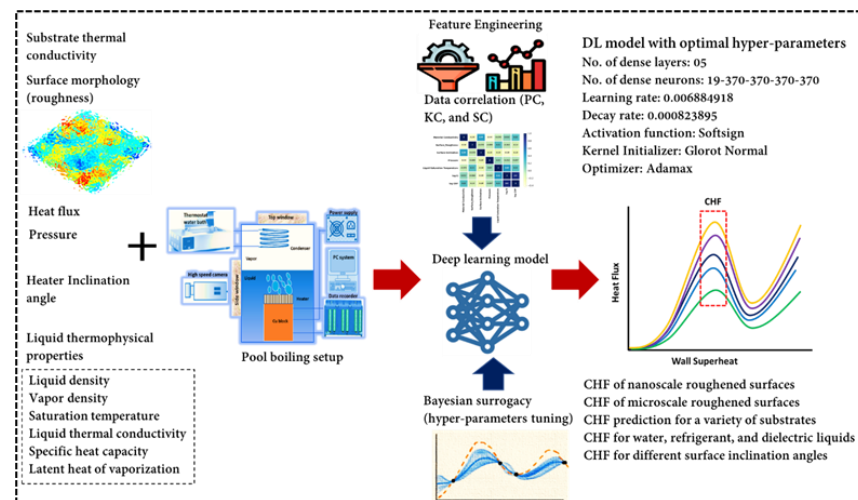 Substrate thermal
conductivity
Surface morphology
(roughness)
Heat flux
Pressure
Heater Inclination
angle
Liquid thermophysical
properties
Liquid density
Vapor density
Saturation temperature
Liquid thermal conductivity
Specific heat capacity
Latent heat of vaporization
Thermostat
water bath
Top window
Power supply
Condenser
Vapor
High speed camera
Side window
Liquid
Heater
PC system
Data recorder
Cu block
Pool boiling setup
Feature Engineering
Data correlation (PC,
KC, and SC)
Deep learning model
Bayesian surrogacy
(hyper-parameters tuning)
DL model with optimal hyper-parameters
No. of dense layers: 05
No. of dense neurons: 19-370-370-370-370
Learning rate: 0.006884918
Decay rate: 0.000823895
Activation function: Softsign
Kernel Initializer: Glorot Normal
Optimizer: Adamax
CHF
Heat Flux
Wall Superheat
CHF of nanoscale roughened surfaces
CHF of microscale roughened surfaces
CHF prediction for a variety of substrates
CHF for water, refrigerant, and dielectric liquids
CHF for different surface inclination angles